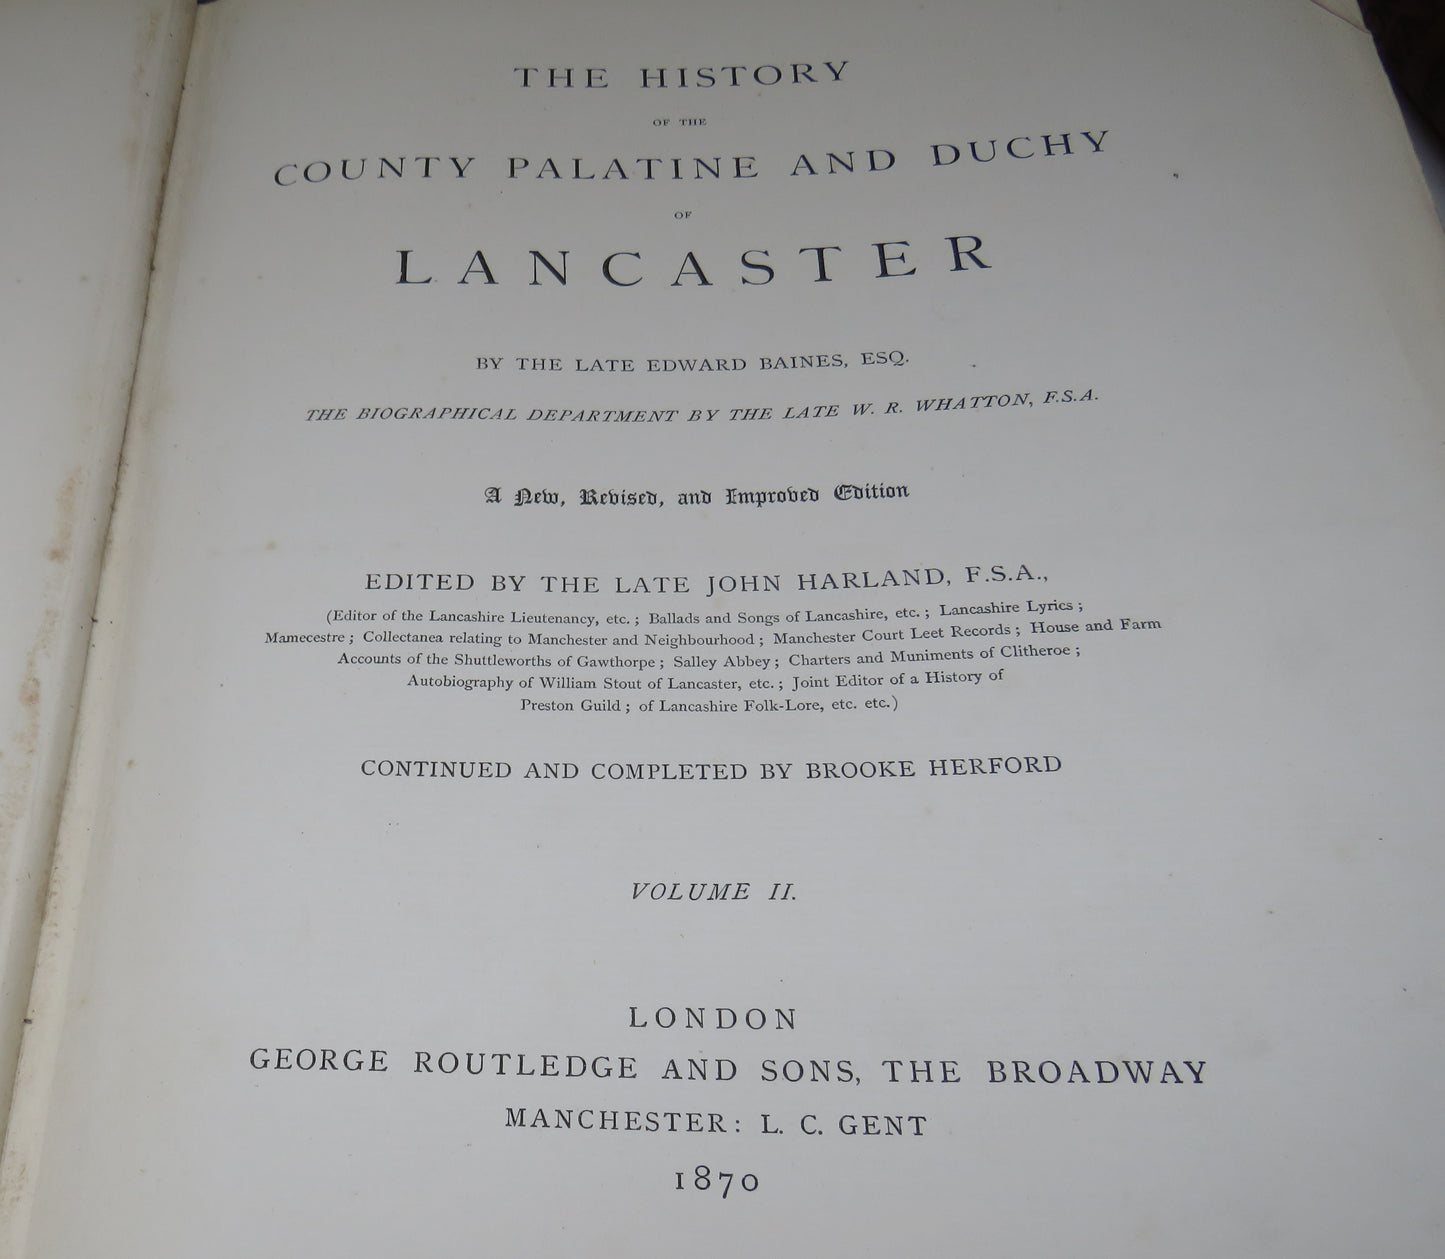 THE HISTORY
OF THE
COUNTY PALATINE AND DUCHY
OF
LANCASTER
BY THE LATE EDWARD BAINES, ESQ.
THE BIOGRAPHICAL DEPARTMENT BY THE LATE W. R. WHATTON, F.S.A.
A New, Revised, and Improved Edition
EDITED BY THE LATE JOHN HARLAND, F.S.A.,
(Editor of the Lancashire Lieutenancy, etc.; Ballads and Songs of Lancashire, etc.; Lancashire Lyrics;
Mamecestre; Collectanea relating to Manchester and Neighbourhood; Manchester Court Leet Records; House and Farm
Accounts of the Shuttleworths of Gawthorpe; Salley Abbey; Charters and Muniments of Clitheroe;
Autobiography of William Stout of Lancaster, etc.; Joint Editor of a History of
Preston Guild; of Lancashire Folk-Lore, etc. etc.)
CONTINUED AND COMPLETED BY BROOKE HERFORD
VOLUME II.
LONDON
GEORGE ROUTLEDGE AND SONS, THE BROADWAY
MANCHESTER: L. C. GENT
1870